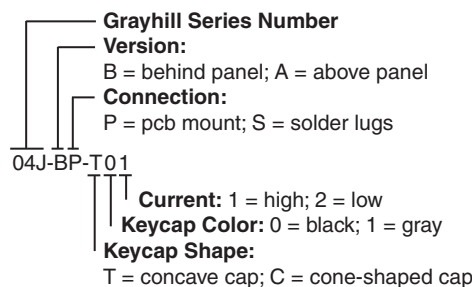 Grayhill Series Number
Version:
B = behind panel; A = above panel
Connection:
P = pcb mount; S = solder lugs
04J-BP-T01
Current: 1 = high; 2 = low
Keycap Color: 0 = black; 1 = gray
Keycap Shape:
T = concave cap; C = cone-shaped cap